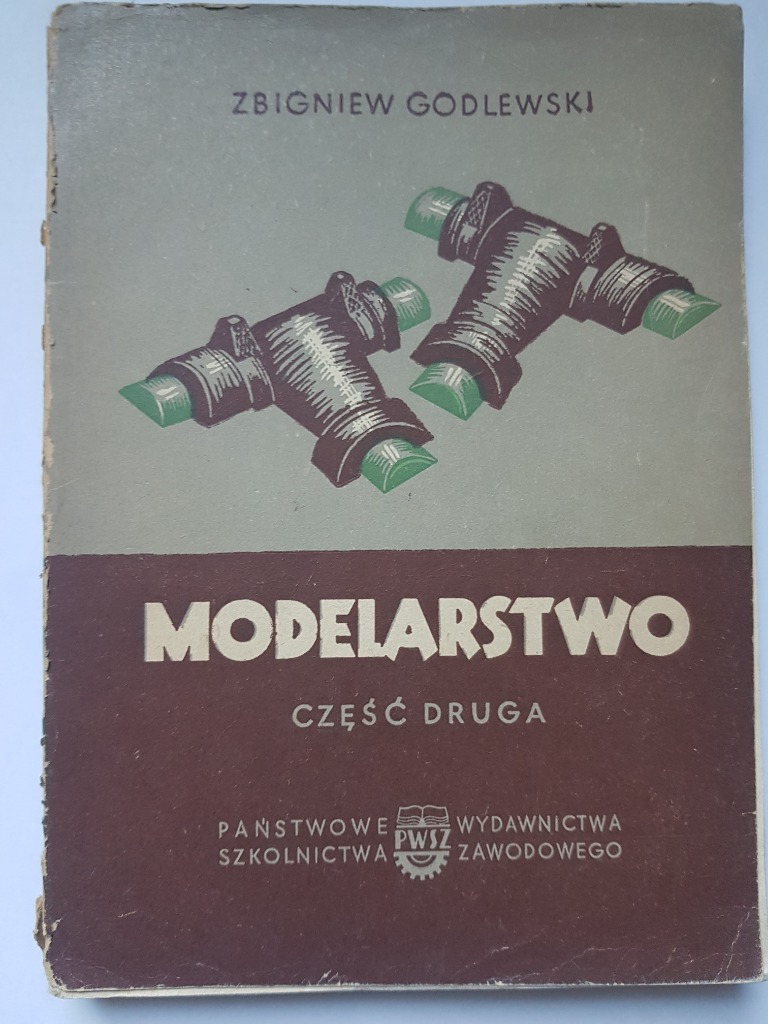 ZBIGNIEW GODLEWSKI
MODELARSTWO
CZĘŚĆ DRUGA
PAŃSTWOWE WYDAWNICTWA
SZKOLNICTWA ZAWODOWEGO
PWSZ